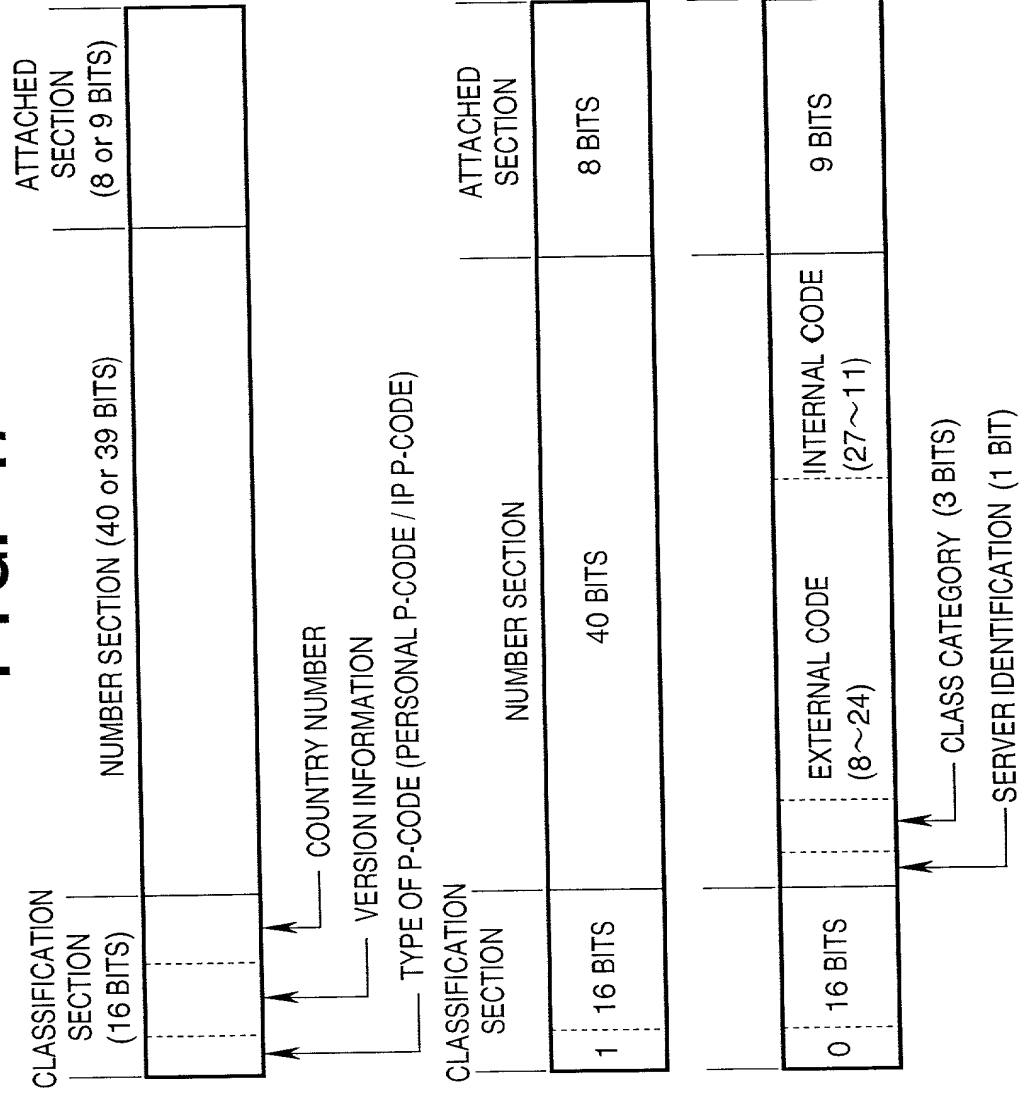 CLASSIFICATION
SECTION
(16 BITS)
NUMBER SECTION (40 or 39 BITS)
ATTACHED
SECTION
(8 or 9 BITS)
COUNTRY NUMBER
VERSION INFORMATION
TYPE OF P-CODE (PERSONAL P-CODE / IP P-CODE)
CLASSIFICATION
SECTION
NUMBER SECTION
ATTACHED
SECTION
1
16 BITS
40 BITS
8 BITS
0
16 BITS
EXTERNAL CODE
(8~24)
INTERNAL CODE
(27~11)
9 BITS
CLASS CATEGORY (3 BITS)
SERVER IDENTIFICATION (1 BIT)